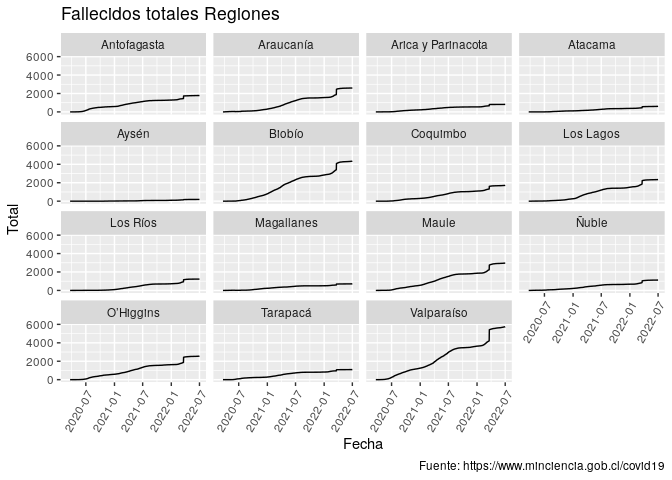 Fallecidos totales Regiones
Antofagasta Araucanía Arica y Parinacota Atacama
6000
4000
2000
0
Aysén Biobío Coquimbo Los Lagos
6000
4000
2000
0
Los Ríos Magallanes Maule Ñuble
6000
4000
2000
0
2020-07 2021-01 2021-07 2022-01 2022-07
O'Higgins Tarapacá Valparaíso
6000
4000
2000
0
2020-07 2021-01 2021-07 2022-01 2022-07 2020-07 2021-01 2021-07 2022-01 2022-07 2020-07 2021-01 2021-07 2022-01 2022-07
Total
Fecha
Fuente: https://www.minciencia.gob.cl/covid19